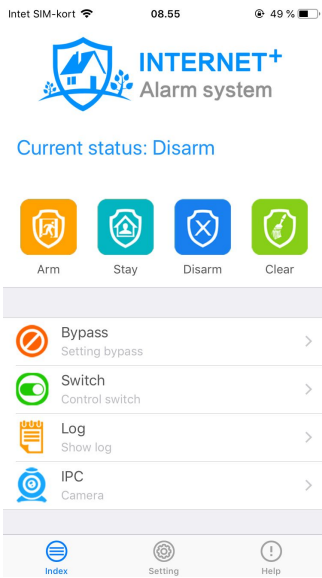 Intet SIM-kort 08.55 49 %
INTERNET+
Alarm system
Current status: Disarm
Arm Stay Disarm Clear
Bypass
Setting bypass
Switch
Control switch
Log
Show log
IPC
Camera
Index Setting Help